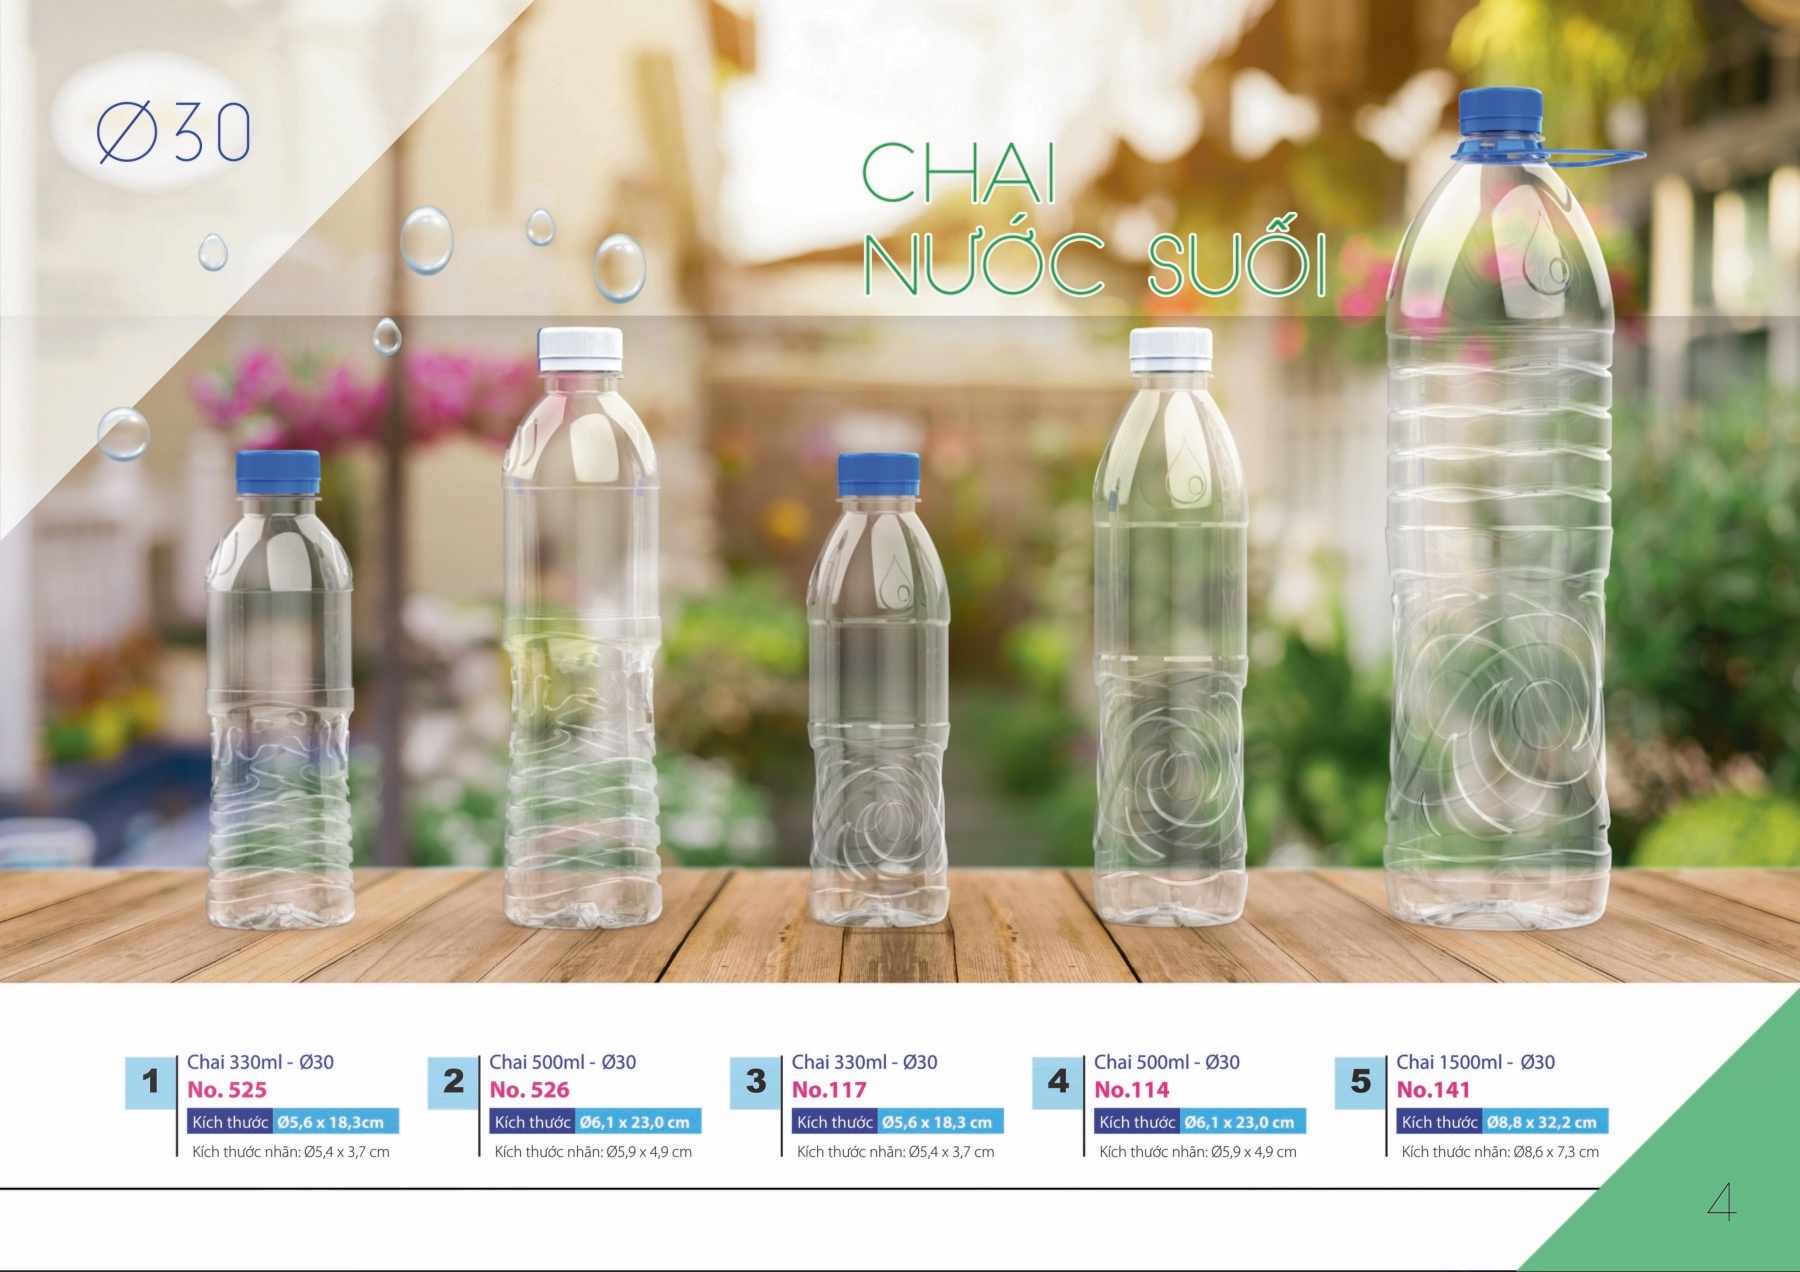 Ø30
CHAI
NƯỚC SUỐI
1
Chai 330ml - Ø30
No. 525
Kích thước Ø5,6 x 18,3cm
Kích thước nhãn: Ø5,4 x 3,7 cm
2
Chai 500ml - Ø30
No. 526
Kích thước Ø6,1 x 23,0 cm
Kích thước nhãn: Ø5,9 x 4,9 cm
3
Chai 330ml - Ø30
No.117
Kích thước Ø5,6 x 18,3 cm
Kích thước nhãn: Ø5,4 x 3,7 cm
4
Chai 500ml - Ø30
No.114
Kích thước Ø6,1 x 23,0 cm
Kích thước nhãn: Ø5,9 x 4,9 cm
5
Chai 1500ml - Ø30
No.141
Kích thước Ø8,8 x 32,2 cm
Kích thước nhãn: Ø8,6 x 7,3 cm
4